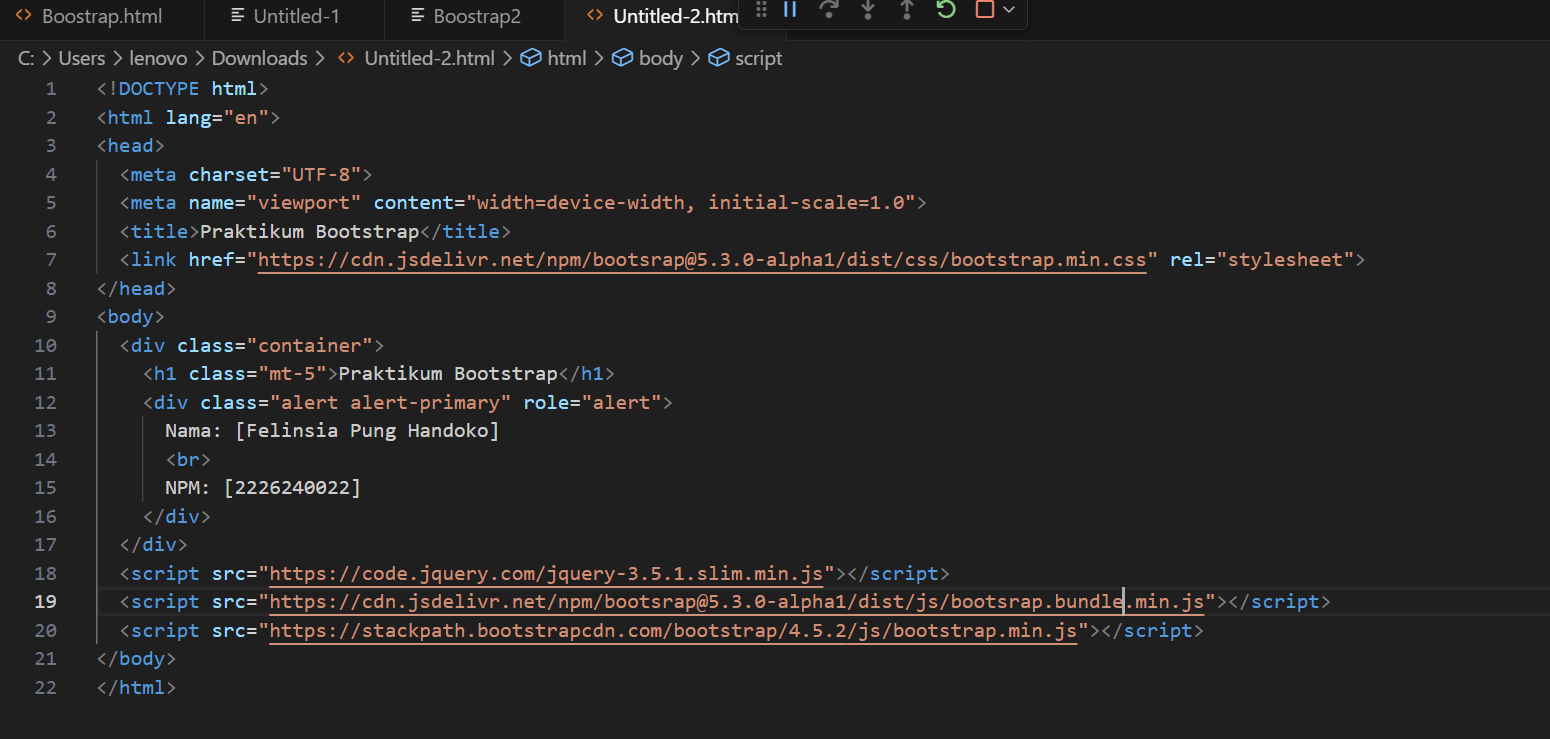 Boostrap.html Untitled-1 Boostrap2 Untitled-2.htm
C: > Users > lenovo > Downloads > Untitled-2.html > html > body > script
1 <!DOCTYPE html>
2 <html lang="en">
3 <head>
4 <meta charset="UTF-8">
5 <meta name="viewport" content="width=device-width, initial-scale=1.0">
6 <title>Praktikum Bootstrap</title>
7 <link href="https://cdn.jsdelivr.net/npm/bootsrap@5.3.0-alpha1/dist/css/bootstrap.min.css" rel="stylesheet">
8 </head>
9 <body>
10 <div class="container">
11 <h1 class="mt-5">Praktikum Bootstrap</h1>
12 <div class="alert alert-primary" role="alert">
13 Nama: [Felinsia Pung Handoko]
14 <br>
15 NPM: [2226240022]
16 </div>
17 </div>
18 <script src="https://code.jquery.com/jquery-3.5.1.slim.min.js"></script>
19 <script src="https://cdn.jsdelivr.net/npm/bootsrap@5.3.0-alpha1/dist/js/bootsrap.bundle.min.js"></script>
20 <script src="https://stackpath.bootstrapcdn.com/bootstrap/4.5.2/js/bootstrap.min.js"></script>
21 </body>
22 </html>